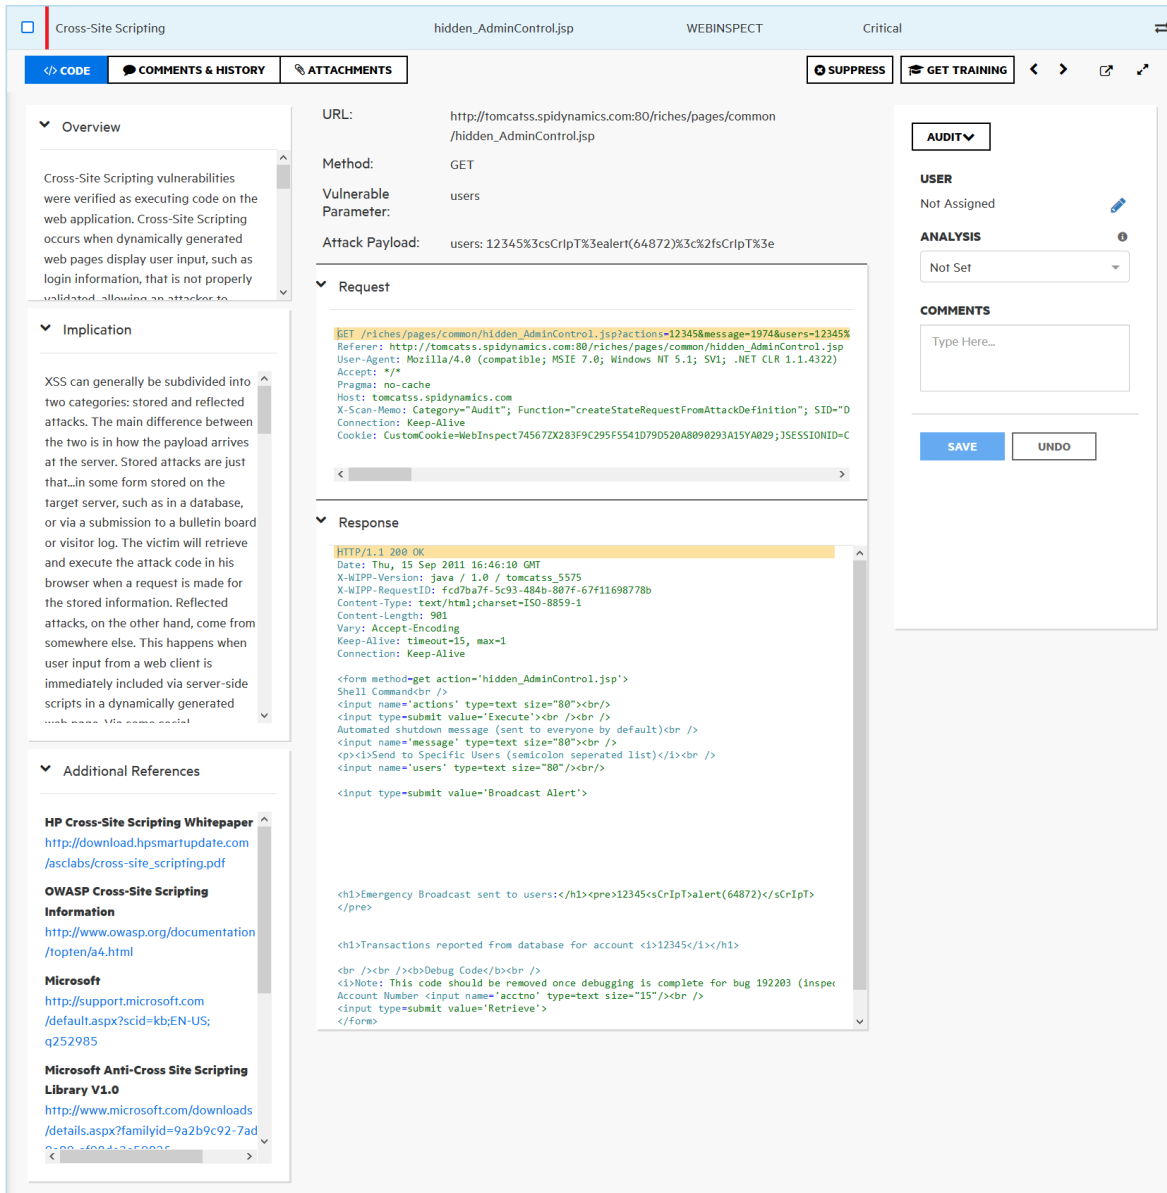 Cross-Site Scripting hidden_AdminControl.jsp WEBINSPECT Critical
</> CODE COMMENTS & HISTORY ATTACHMENTS SUPPRESS GET TRAINING
Overview
Cross-Site Scripting vulnerabilities
were verified as executing code on the
web application. Cross-Site Scripting
occurs when dynamically generated
web pages display user input, such as
login information, that is not properly
validated, allowing an attacker to
Implication
XSS can generally be subdivided into
two categories: stored and reflected
attacks. The main difference between
the two is in how the payload arrives
at the server. Stored attacks are just
that...in some form stored on the
target server, such as in a database,
or via a submission to a bulletin board
or visitor log. The victim will retrieve
and execute the attack code in his
browser when a request is made for
the stored information. Reflected
attacks, on the other hand, come from
somewhere else. This happens when
user input from a web client is
immediately included via server-side
scripts in a dynamically generated
web page. Via some social
Additional References
HP Cross-Site Scripting Whitepaper
http://download.hpsmartupdate.com
/asclabs/cross-site_scripting.pdf
OWASP Cross-Site Scripting
Information
http://www.owasp.org/documentation
/topten/a4.html
Microsoft
http://support.microsoft.com
/default.aspx?scid=kb;EN-US;
q252985
Microsoft Anti-Cross Site Scripting
Library V1.0
http://www.microsoft.com/downloads
/details.aspx?familyid=9a2b9c92-7ad
URL: http://tomcatss.spidynamics.com:80/riches/pages/common
/hidden_AdminControl.jsp
Method: GET
Vulnerable
Parameter: users
Attack Payload: users: 12345%3csCrIpT%3ealert(64872)%3c%2fsCrIpT%3e
Request
GET /riches/pages/common/hidden_AdminControl.jsp?actions=12345&message=1974&users=12345%
Referer: http://tomcatss.spidynamics.com:80/riches/pages/common/hidden_AdminControl.jsp
User-Agent: Mozilla/4.0 (compatible; MSIE 7.0; Windows NT 5.1; SV1; .NET CLR 1.1.4322)
Accept: */*
Pragma: no-cache
Host: tomcatss.spidynamics.com
X-Scan-Memo: Category="Audit"; Function="createStateRequestFromAttackDefinition"; SID="D
Connection: Keep-Alive
Cookie: CustomCookie=WebInspect74567ZX283F9C295F5541D79D520A8090293A15YA029;JSESSIONID=C
Response
HTTP/1.1 200 OK
Date: Thu, 15 Sep 2011 16:46:10 GMT
X-WIPP-Version: java / 1.0 / tomcatss_5575
X-WIPP-RequestID: fcd7ba7f-5c93-484b-807f-67f11698778b
Content-Type: text/html;charset=ISO-8859-1
Content-Length: 901
Vary: Accept-Encoding
Keep-Alive: timeout=15, max=1
Connection: Keep-Alive
<form method=get action='hidden_AdminControl.jsp'>
Shell Command<br />
<input name='actions' type=text size="80"><br/>
<input type=submit value='Execute'><br /><br />
Automated shutdown message (sent to everyone by default)<br />
<input name='message' type=text size="80"><br />
<p><i>Send to Specific Users (semicolon seperated list)</i><br />
<input name='users' type=text size="80"/><br/>
<input type=submit value='Broadcast Alert'>
<h1>Emergency Broadcast sent to users:</h1><pre>12345<sCrIpT>alert(64872)</sCrIpT>
</pre>
<h1>Transactions reported from database for account <i>12345</i></h1>
<br /><br /><b>Debug Code</b><br />
<i>Note: This code should be removed once debugging is complete for bug 192203 (inspec
Account Number <input name='acctno' type=text size="15"/><br />
<input type=submit value='Retrieve'>
</form>
AUDIT
USER
Not Assigned
ANALYSIS
Not Set
COMMENTS
Type Here...
SAVE UNDO